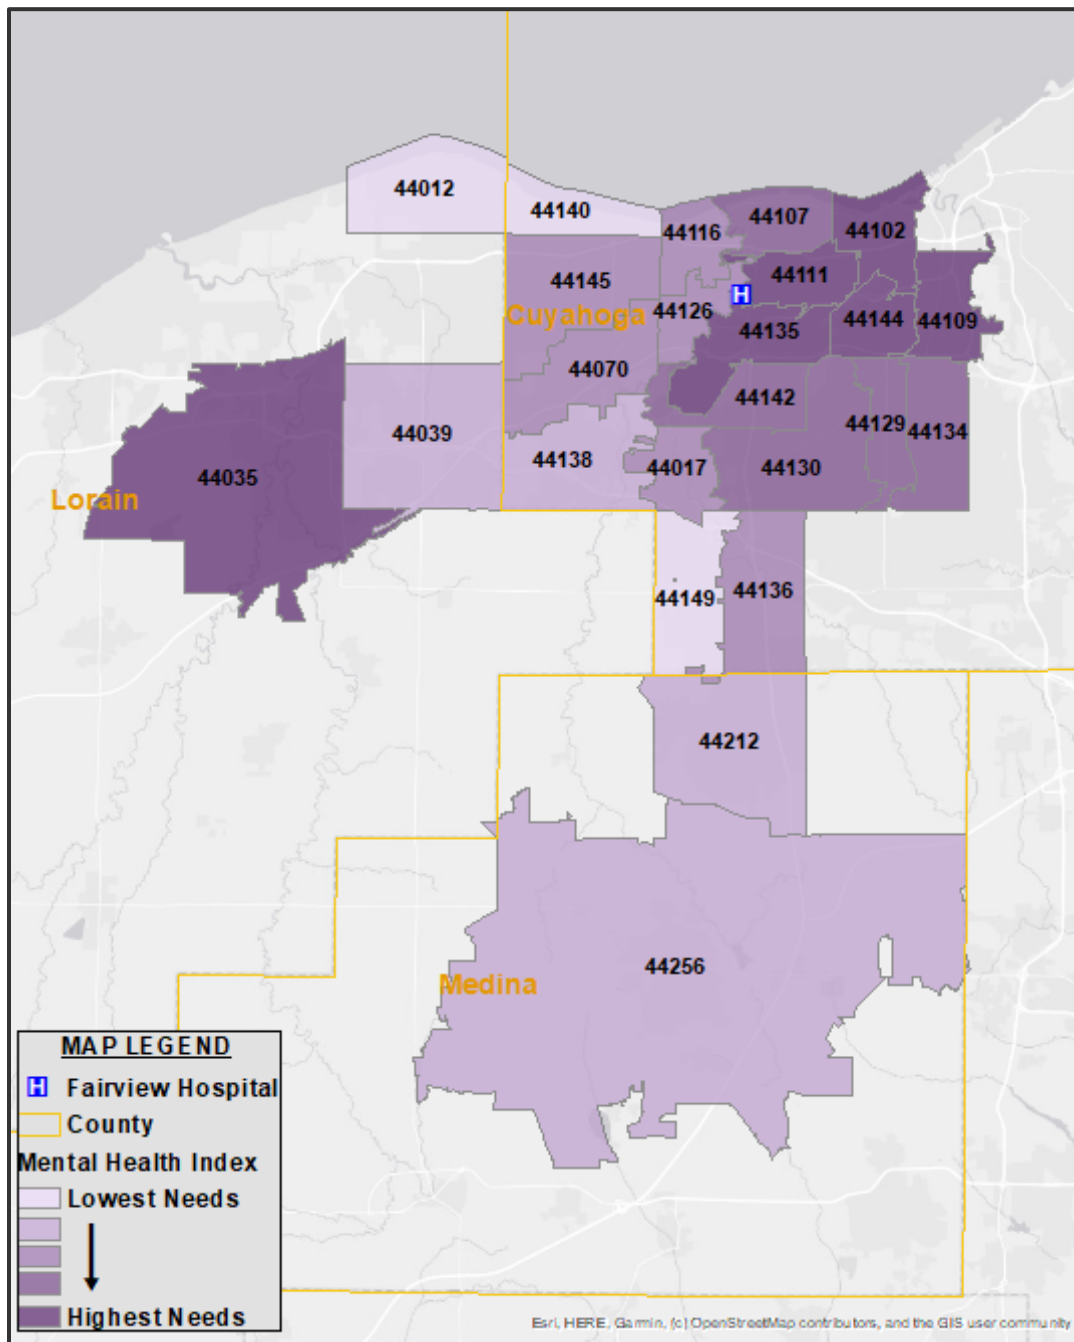 44012
44140
44107
44116
44102
44111
44145
H
44126
Cuyahoga
44135
44144
44109
44070
44142
44129
44039
44134
44138
44017
44130
44035
Lorain
44136
44149
44212
44256
Medina
MAP LEGEND
H Fairview Hospital
County
Mental Health Index
Lowest Needs
Highest Needs
Esri, HERE, Garmin, (c) OpenStreetMap contributors, and the GIS user community